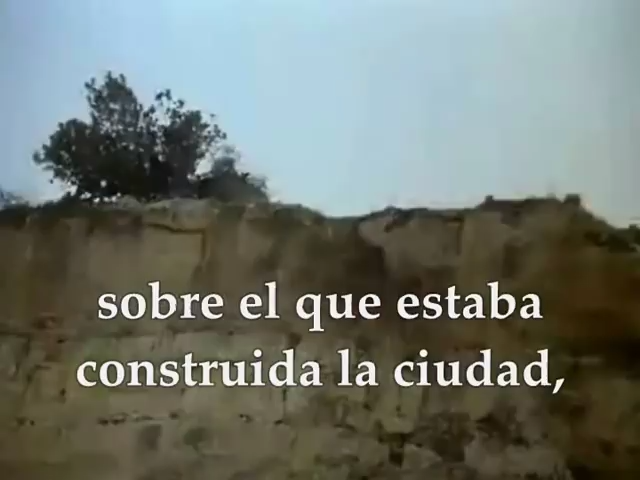 sobre el que estaba
construida la ciudad,